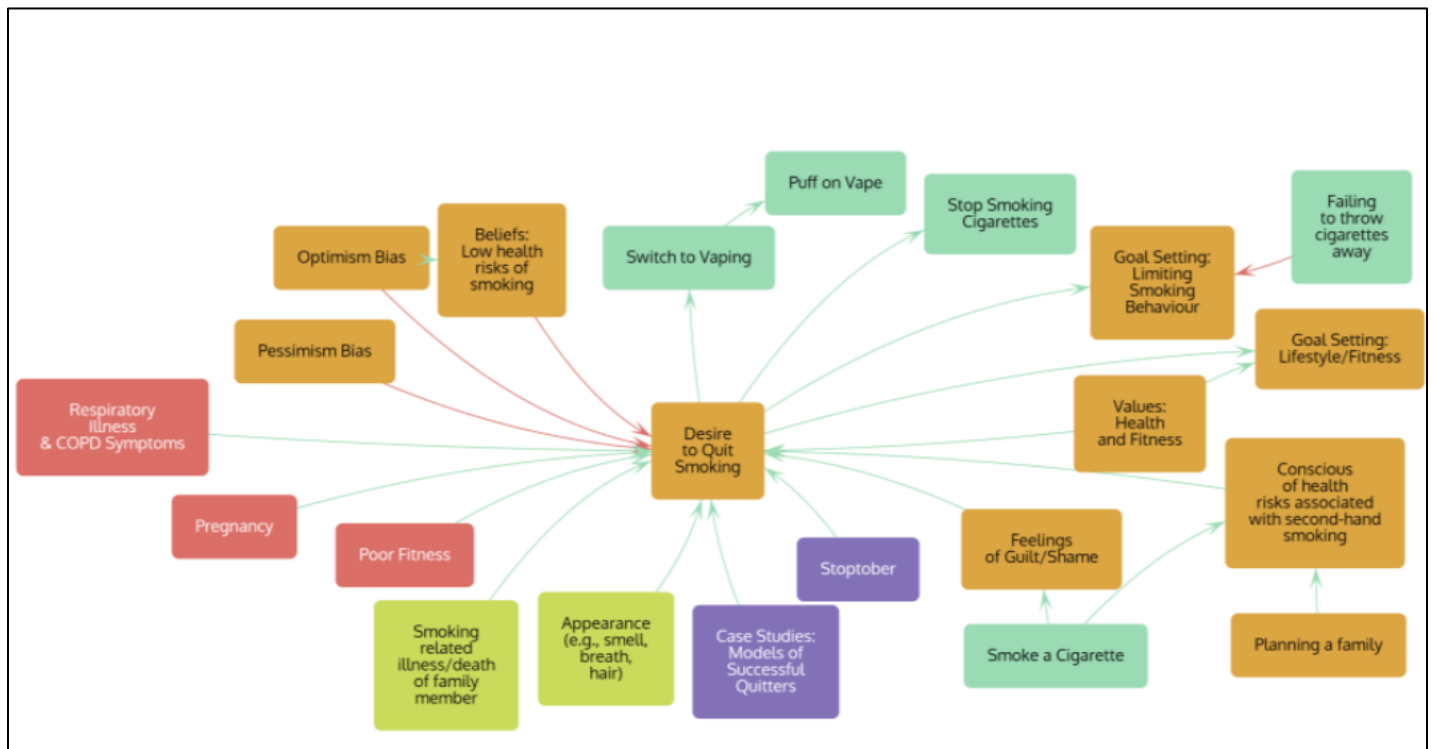 Puff on Vape
Stop Smoking
Cigarettes
Failing
to throw
cigarettes
away
Optimism Bias
Beliefs:
Low health
risks of
smoking
Switch to Vaping
Goal Setting:
Limiting
Smoking
Behaviour
Pessimism Bias
Goal Setting:
Lifestyle/Fitness
Respiratory
Illness
& COPD Symptoms
Desire
to Quit
Smoking
Values:
Health
and Fitness
Conscious
of health
risks associated
with second-hand
smoking
Pregnancy
Poor Fitness
Stoptober
Feelings
of Guilt/Shame
Smoking
related
illness/death
of family
member
Appearance
(e.g., smell,
breath,
hair)
Case Studies:
Models of
Successful
Quitters
Smoke a Cigarette
Planning a family